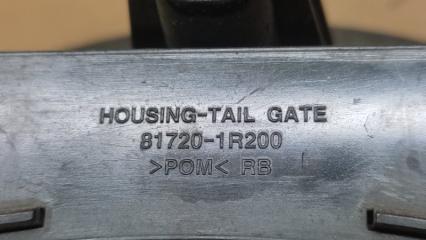 HOUSING-TAIL GATE
81720-1R200
>POM< RB